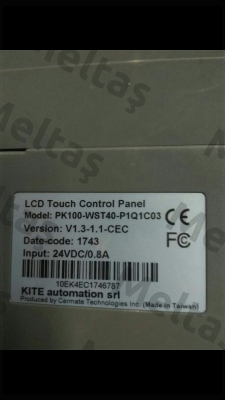 Meltaş
LCD Touch Control Panel
Model: PK100-WST40-P1Q1C03
Version: V1.3-1.1-CEC
Date-code: 1743
Input: 24VDC/0.8A
CE
FC
10EK4EC1746787
KITE automation srl
Produced by Cermate Technologies Inc. (Made in Taiwan)